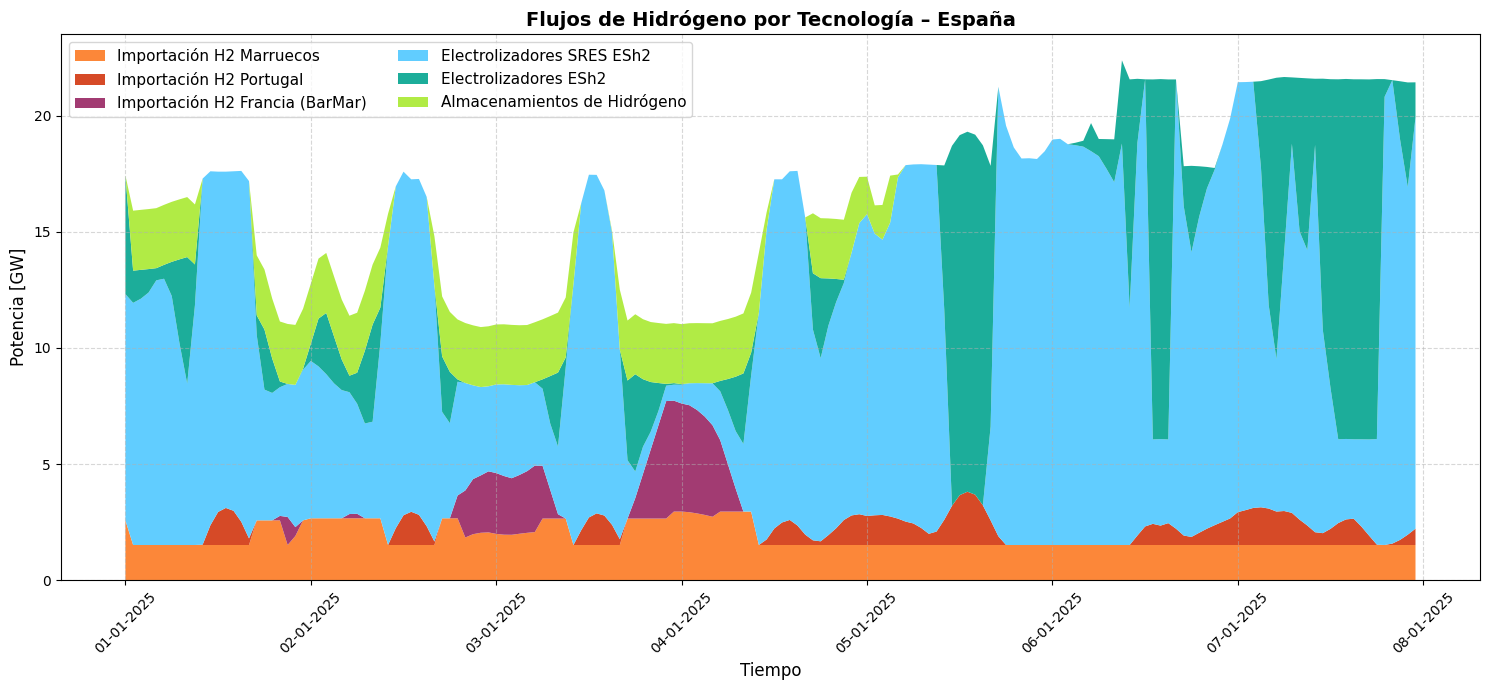 Flujos de Hidrógeno por Tecnología – España
Importación H2 Marruecos
Importación H2 Portugal
Importación H2 Francia (BarMar)
Electrolizadores SRES ESh2
Electrolizadores ESh2
Almacenamientos de Hidrógeno
Potencia [GW]
20
15
10
5
0
01-01-2025
02-01-2025
03-01-2025
04-01-2025
05-01-2025
06-01-2025
07-01-2025
08-01-2025
Tiempo